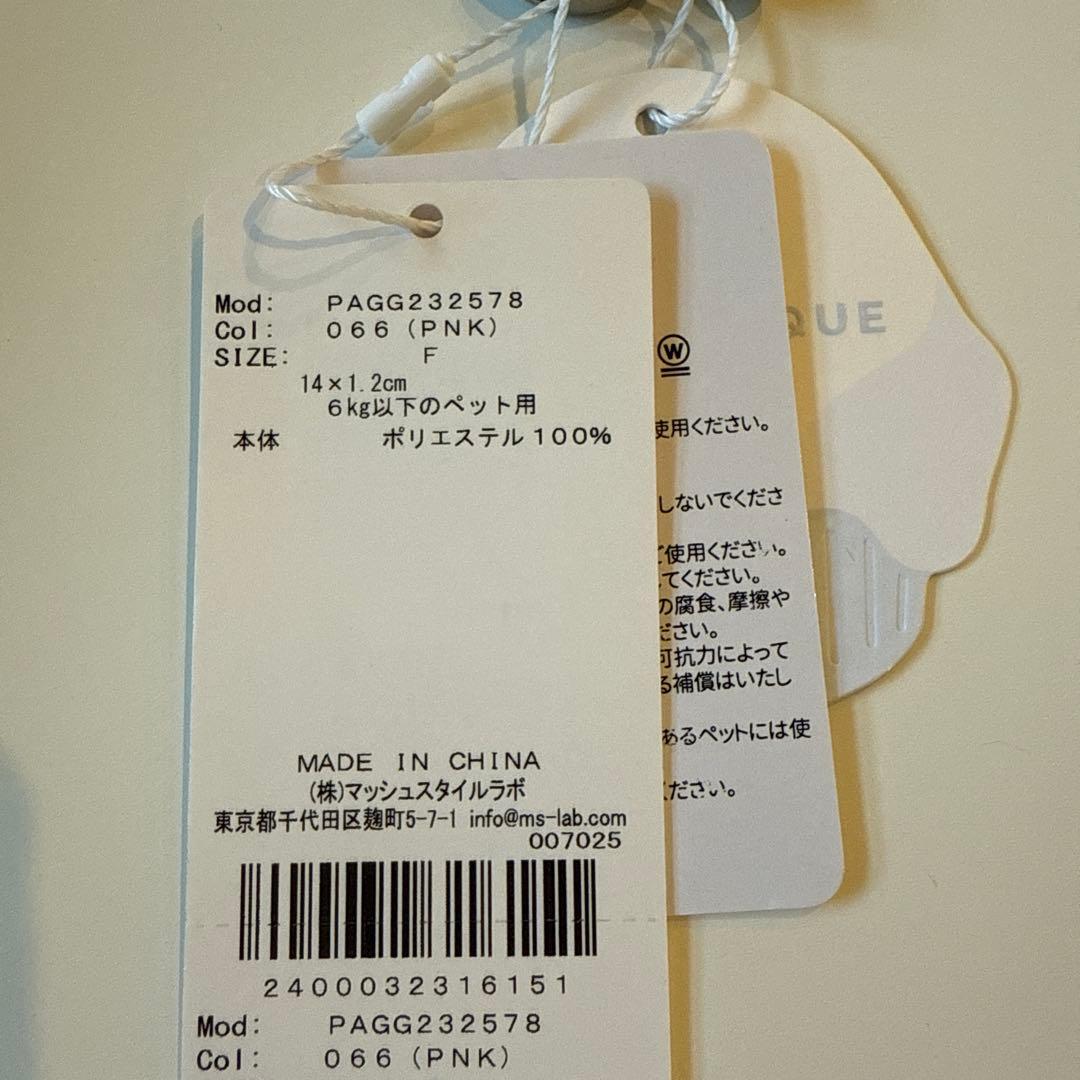 Mod: PAGG232578
Col: 066 (PNK)
SIZE: F
14×1.2cm
6kg以下のペット用
本体 ポリエステル100%
MADE IN CHINA
(株)マッシュスタイルラボ
東京都千代田区麹町5-7-1 info@ms-lab.com
007025
2400032316151
Mod: PAGG232578
Col: 066 (PNK)
W
使用ください。
しないでくださ
ご使用ください。
てください。
の腐食、摩擦や
ださい。
可抗力によって
る補償はいたし
あるペットには使
ください。
QUE